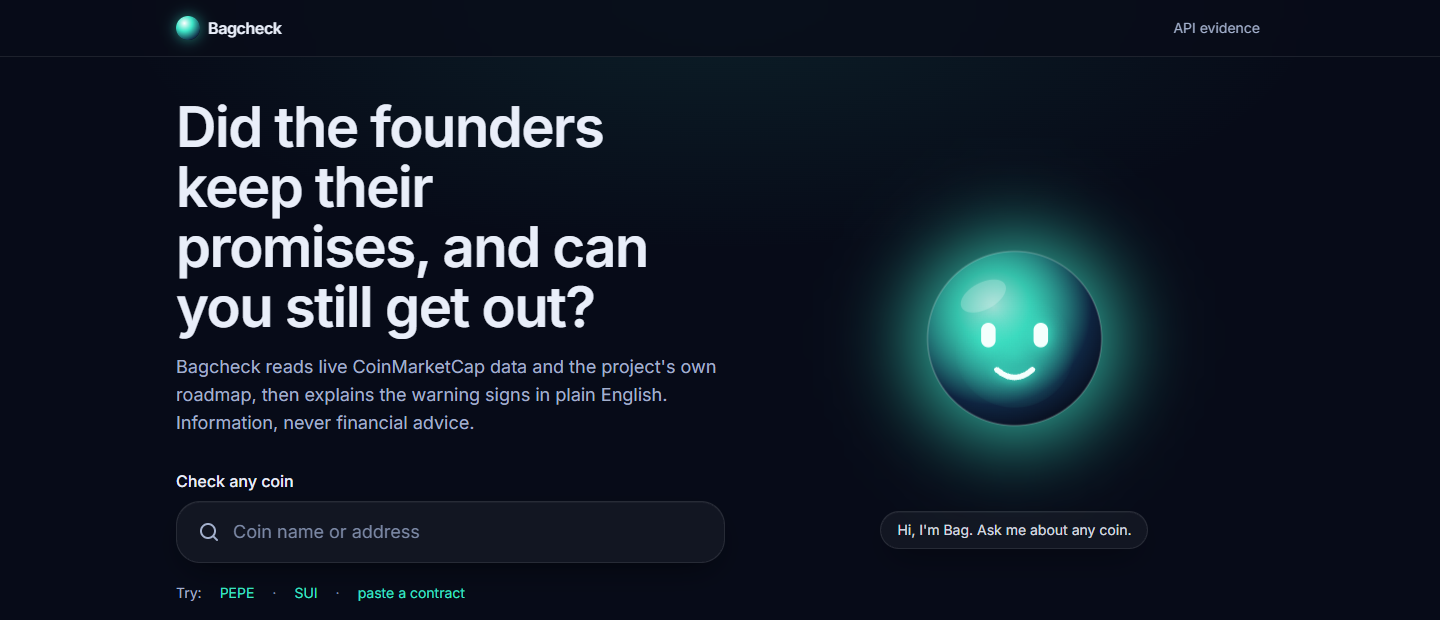 Bagcheck
API evidence
Did the founders
keep their
promises, and can
you still get out?
Bagcheck reads live CoinMarketCap data and the project's own
roadmap, then explains the warning signs in plain English.
Information, never financial advice.
Check any coin
Coin name or address
Try: PEPE · SUI · paste a contract
Hi, I'm Bag. Ask me about any coin.